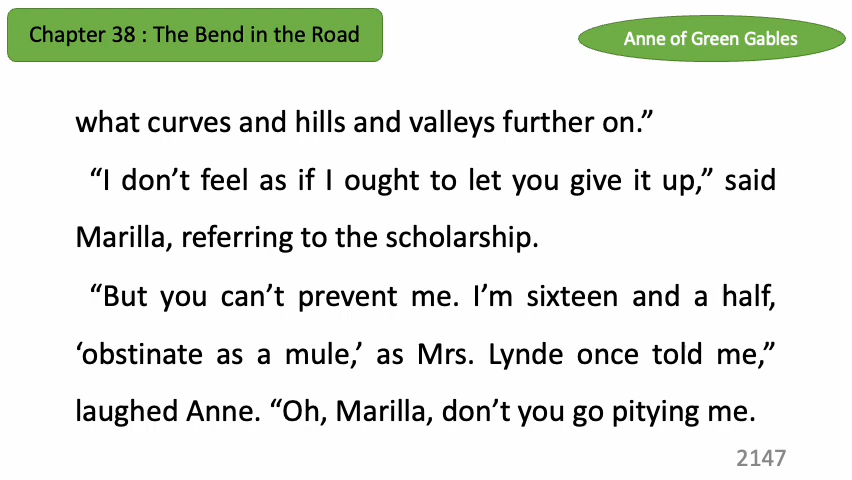 Chapter 38 : The Bend in the Road
Anne of Green Gables
what curves and hills and valleys further on.”
“I don’t feel as if I ought to let you give it up,” said
Marilla, referring to the scholarship.
“But you can’t prevent me. I’m sixteen and a half,
‘obstinate as a mule,’ as Mrs. Lynde once told me,”
laughed Anne. “Oh, Marilla, don’t you go pitying me.
2147